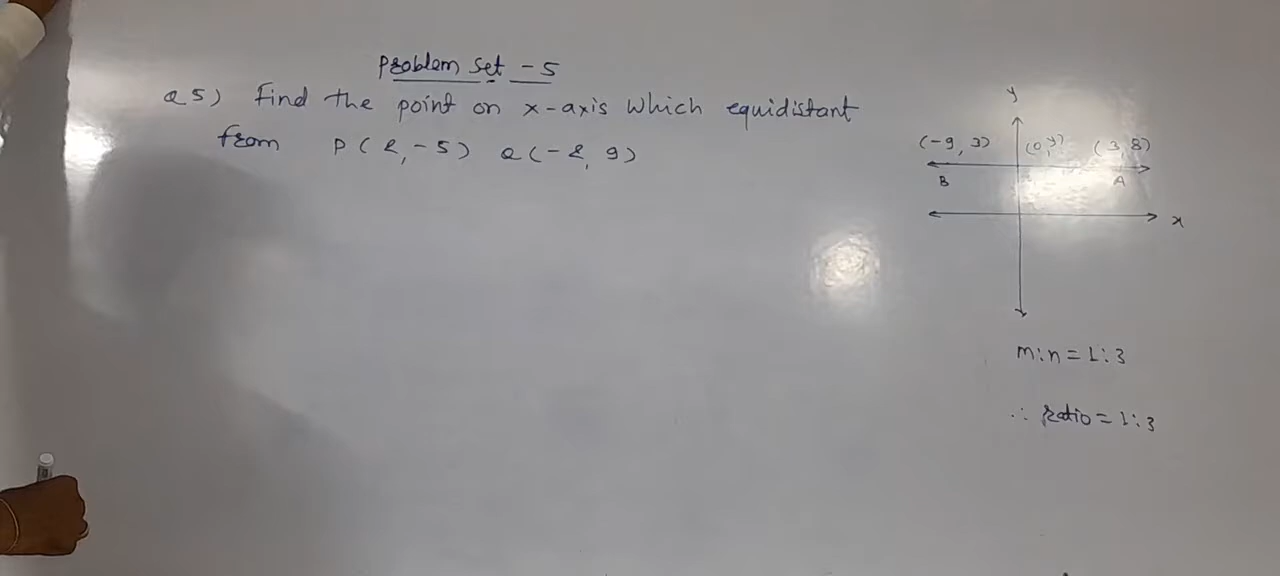 Problem Set - 5
Q5) Find the point on x-axis which equidistant
from P(2,-5) Q(-2, 9)
y
(-9, 3) (0,y) (3,8)
B A
x
m:n = 1:3
∴ ratio = 1:3